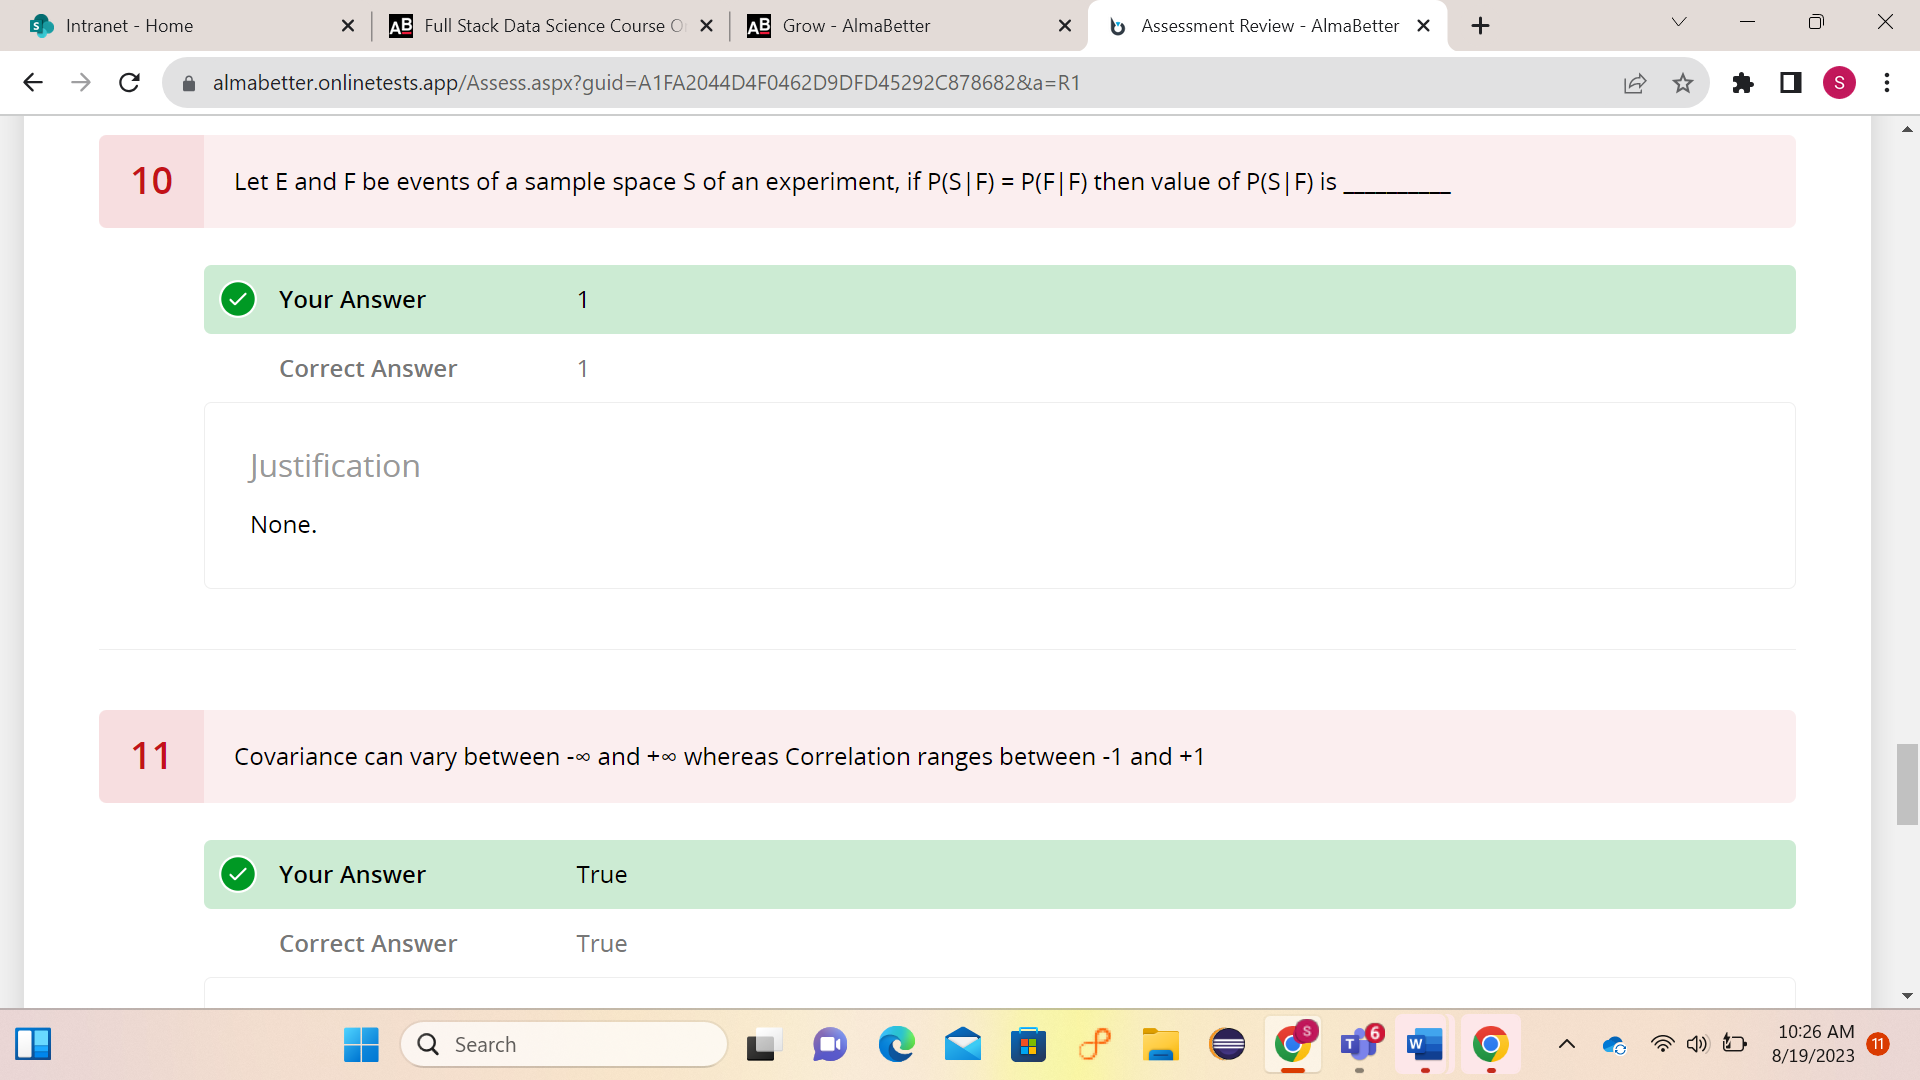 Intranet - Home
AB Full Stack Data Science Course O
AB Grow - AlmaBetter
Assessment Review - AlmaBetter
almabetter.onlinetests.app/Assess.aspx?guid=A1FA2044D4F0462D9DFD45292C878682&a=R1
S
10 Let E and F be events of a sample space S of an experiment, if P(S|F) = P(F|F) then value of P(S|F) is __________
Your Answer 1
Correct Answer 1
Justification
None.
11 Covariance can vary between -∞ and +∞ whereas Correlation ranges between -1 and +1
Your Answer True
Correct Answer True
Search
S
T 6
W
10:26 AM
8/19/2023
11